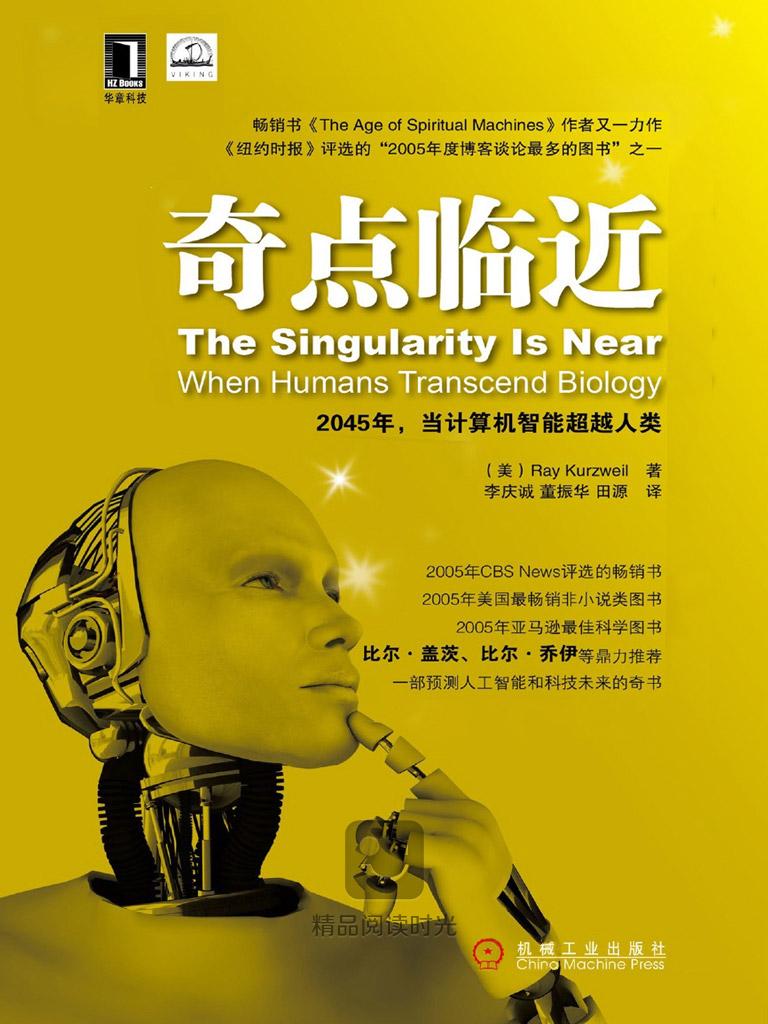 HZ Books
华章科技
VIKING
畅销书《The Age of Spiritual Machines》作者又一力作
《纽约时报》评选的“2005年度博客谈论最多的图书”之一
奇点临近
The Singularity Is Near
When Humans Transcend Biology
2045年，当计算机智能超越人类
（美）Ray Kurzweil 著
李庆诚 董振华 田源 译
2005年CBS News评选的畅销书
2005年美国最畅销非小说类图书
2005年亚马逊最佳科学图书
比尔·盖茨、比尔·乔伊等鼎力推荐
一部预测人工智能和科技未来的奇书
精品阅读时光
机械工业出版社
China Machine Press